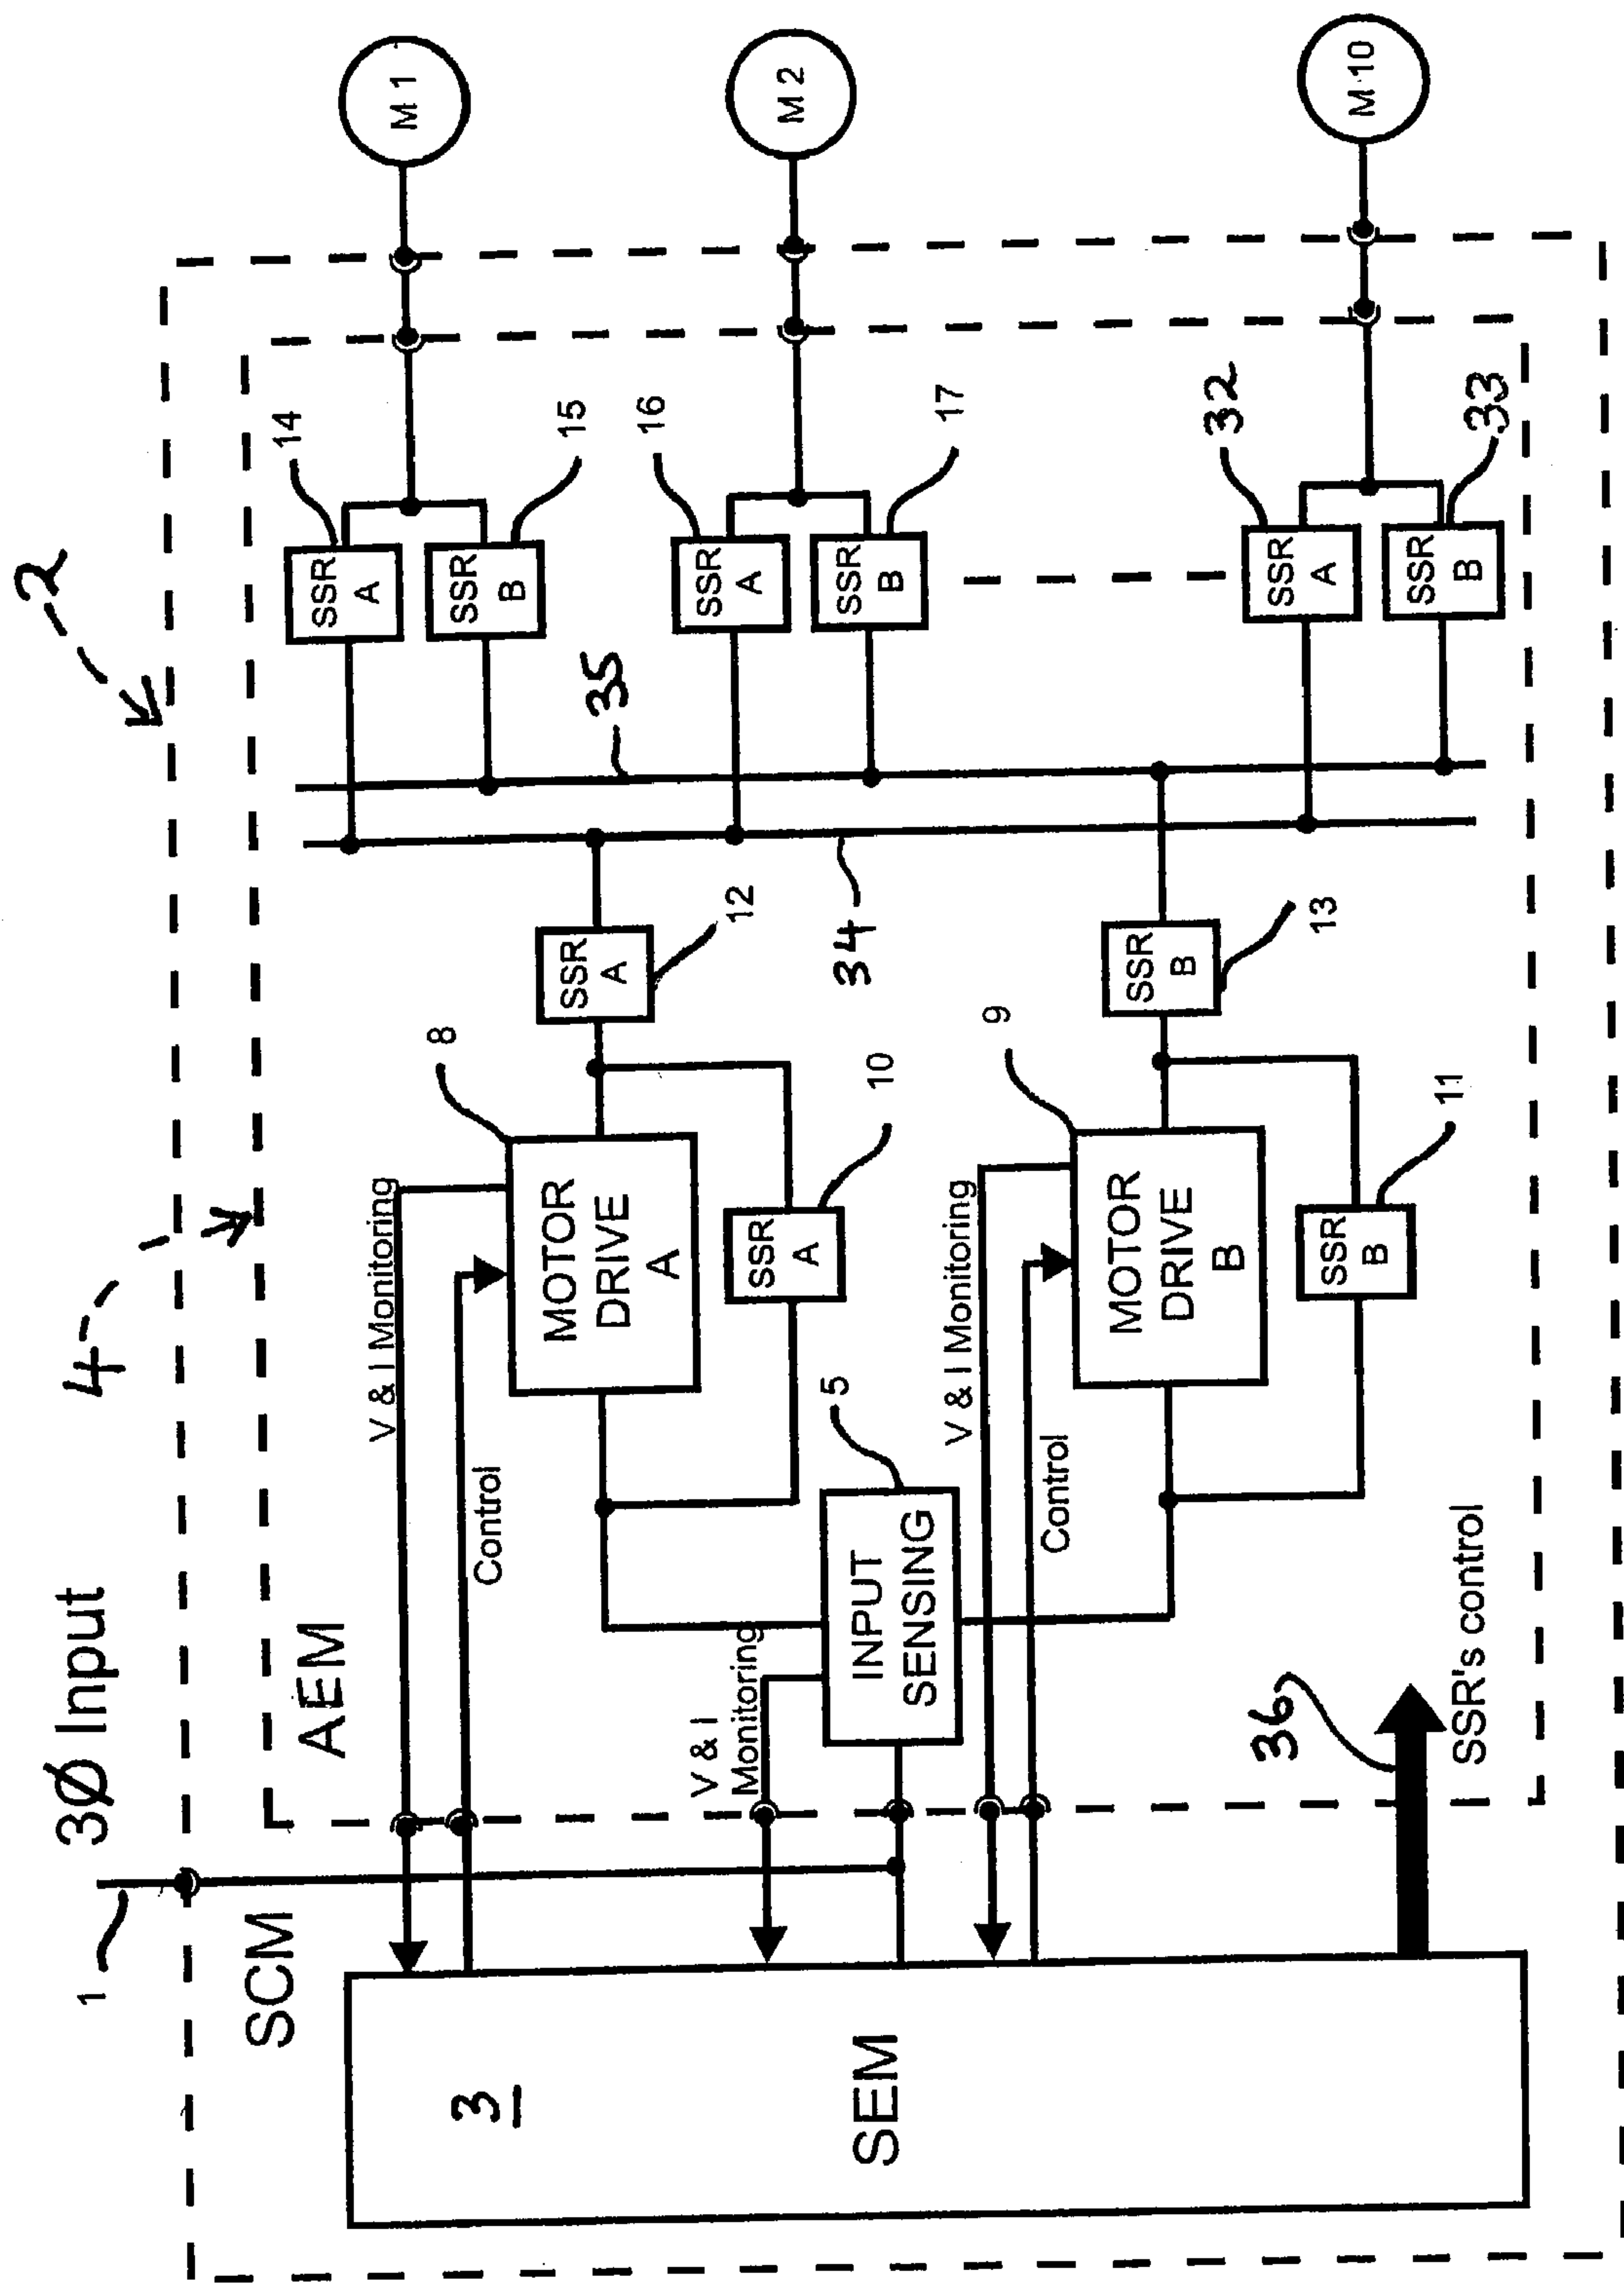 3Ø Input
1
2
4
SCM
AEM
3
SEM
V & I Monitoring
Control
V & I
Monitoring
INPUT
SENSING
5
V & I Monitoring
Control
36
SSR's control
MOTOR
DRIVE
A
8
SSR
A
10
SSR
A
12
MOTOR
DRIVE
B
9
SSR
B
11
SSR
B
13
34
35
SSR
A
14
SSR
B
15
SSR
A
16
SSR
B
17
SSR
A
32
SSR
B
33
M 1
M 2
M 10